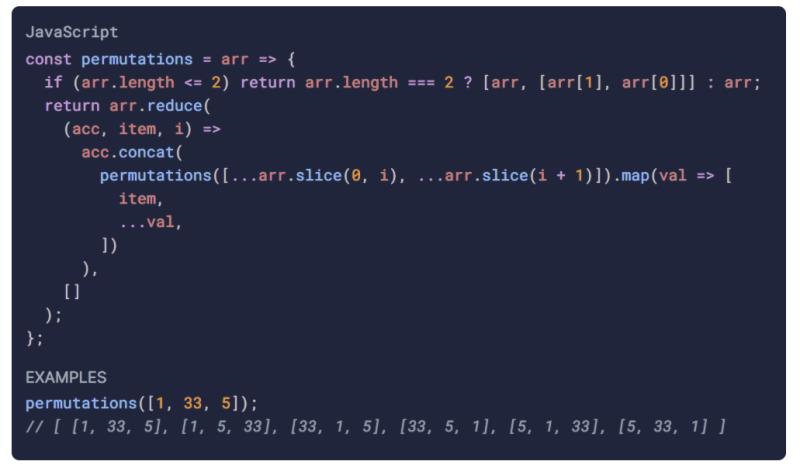 JavaScript
const permutations = arr => {
  if (arr.length <= 2) return arr.length === 2 ? [arr, [arr[1], arr[0]]] : arr;
  return arr.reduce(
    (acc, item, i) =>
      acc.concat(
        permutations([...arr.slice(0, i), ...arr.slice(i + 1)]).map(val => [
          item,
          ...val,
        ])
      ),
    []
  );
};
EXAMPLES
permutations([1, 33, 5]);
// [ [1, 33, 5], [1, 5, 33], [33, 1, 5], [33, 5, 1], [5, 1, 33], [5, 33, 1] ]